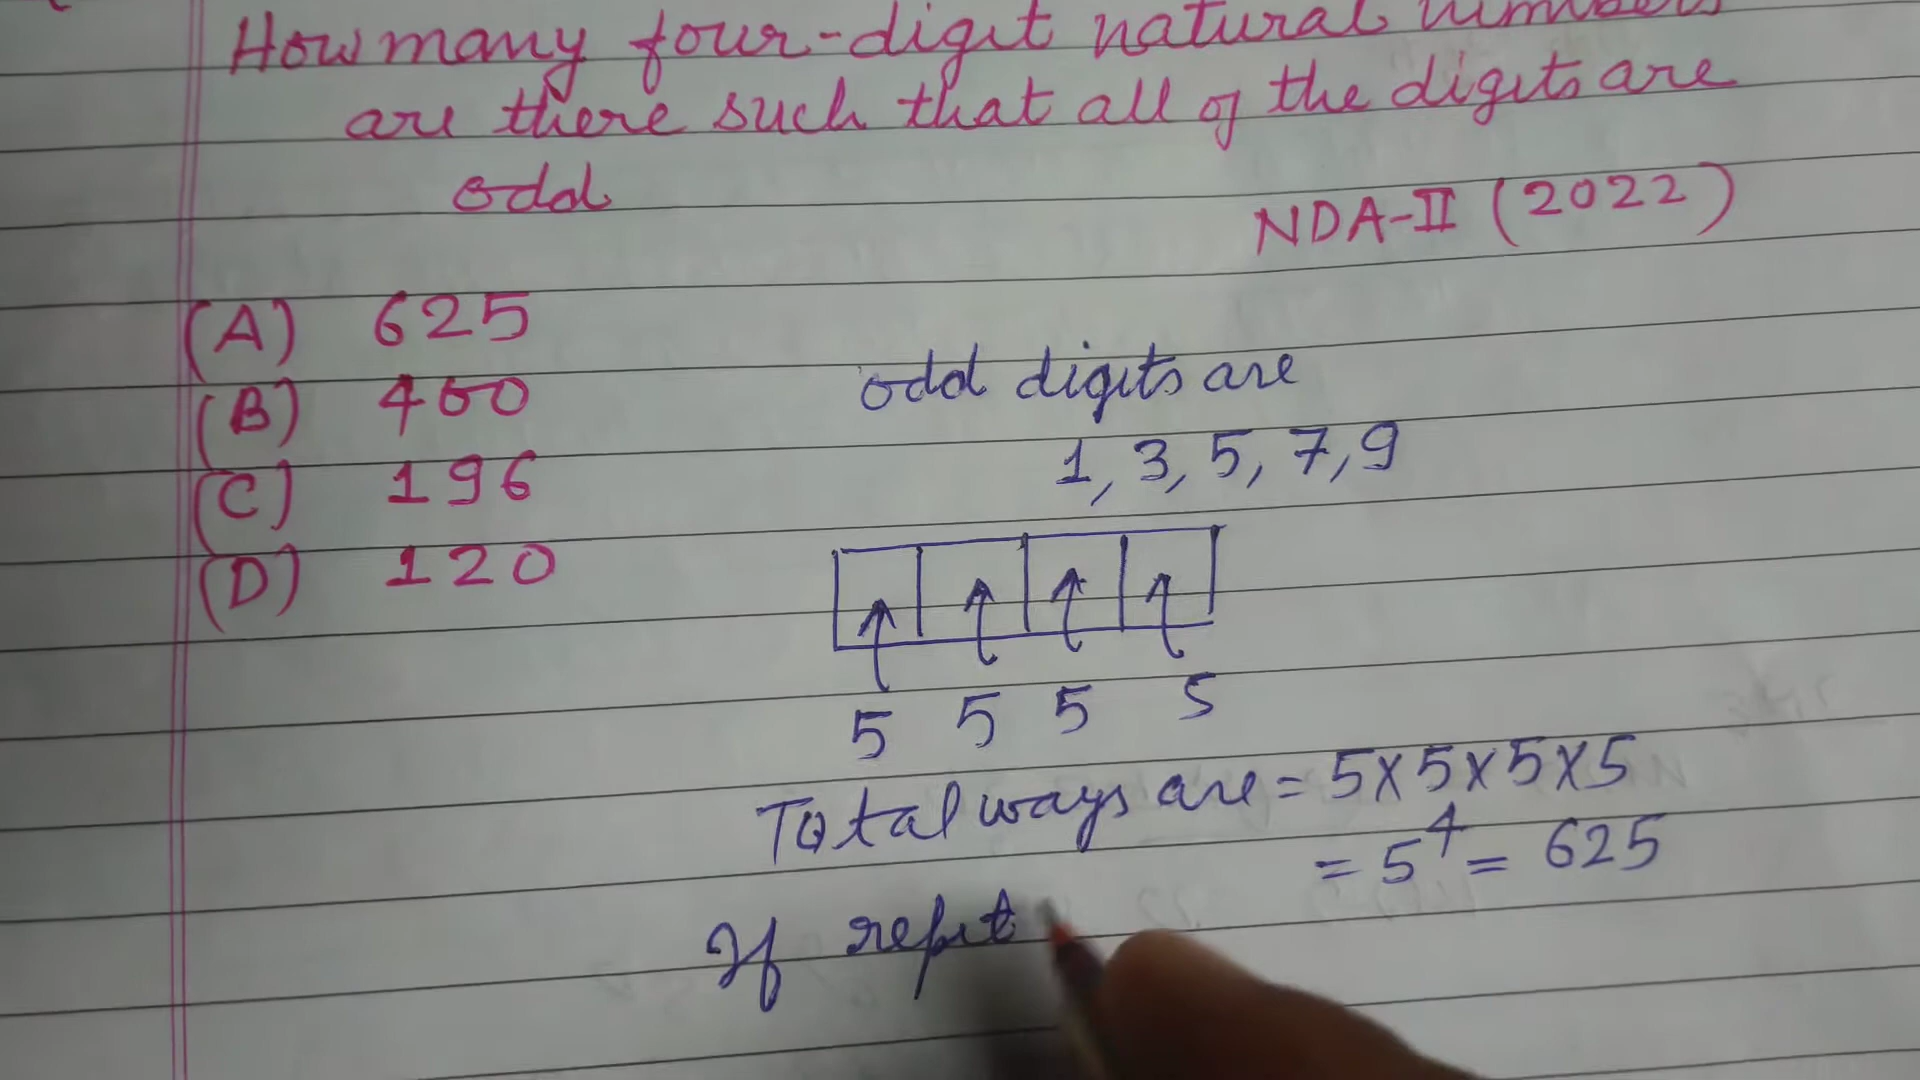 How many four-digit natural numbers
are there such that all of the digits are
odd
NDA-II (2022)
(A) 625
(B) 400
(C) 196
(D) 120
odd digits are
1, 3, 5, 7, 9
5 5 5 5
Total ways are = 5×5×5×5
= 5⁴ = 625
If repit